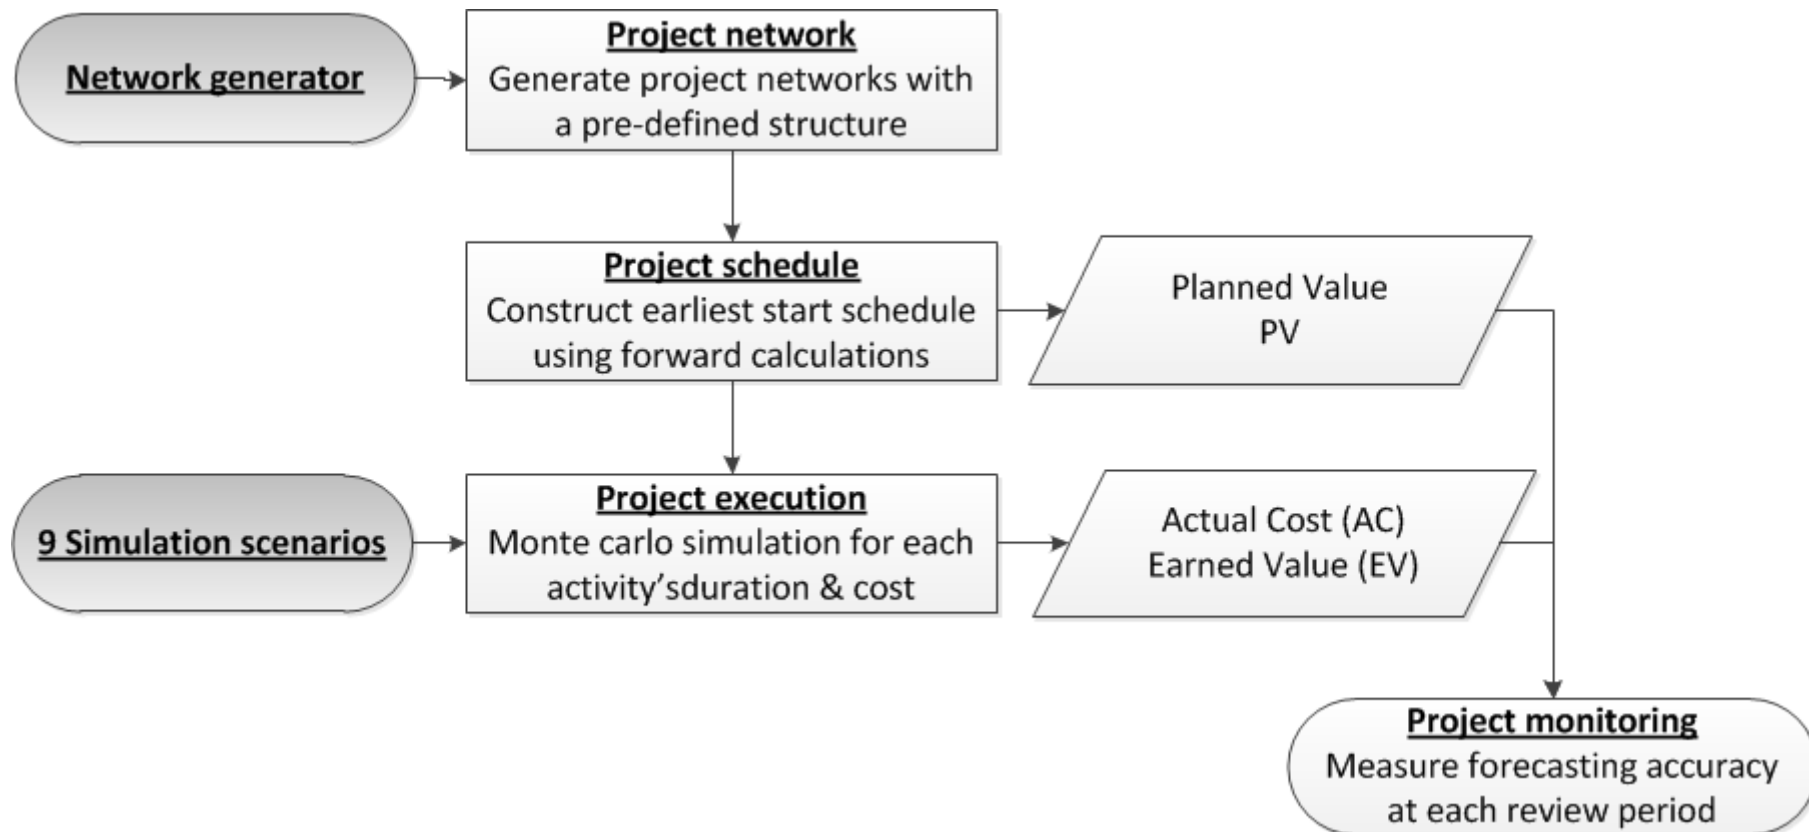 Network generator
Project network
Generate project networks with
a pre-defined structure
Project schedule
Construct earliest start schedule
using forward calculations
Planned Value
PV
9 Simulation scenarios
Project execution
Monte carlo simulation for each
activity'sduration & cost
Actual Cost (AC)
Earned Value (EV)
Project monitoring
Measure forecasting accuracy
at each review period